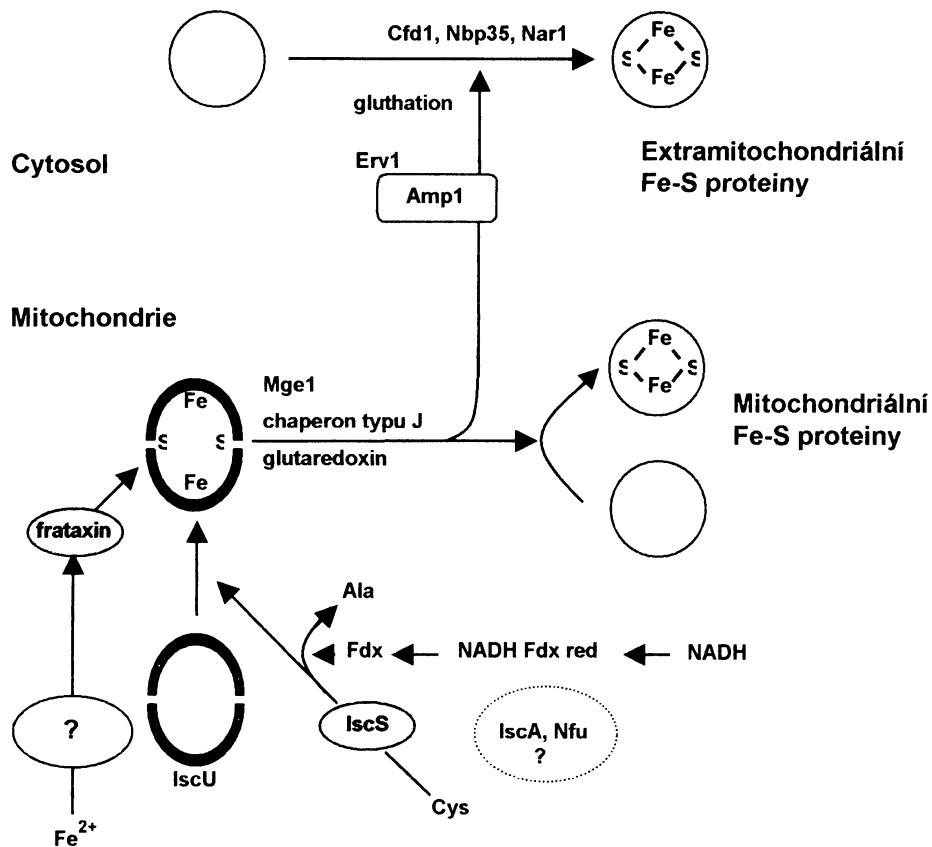 Cfd1, Nbp35, Nar1
Fe
S S
Fe
gluthation
Cytosol
Erv1
Amp1
Extramitochondriální
Fe-S proteiny
Mitochondrie
Fe
S S
Fe
Mge1
chaperon typu J
glutaredoxin
Fe
S S
Fe
Mitochondriální
Fe-S proteiny
frataxin
Ala
Fdx
NADH Fdx red
NADH
?
IscS
IscA, Nfu
?
IscU
Cys
Fe2+